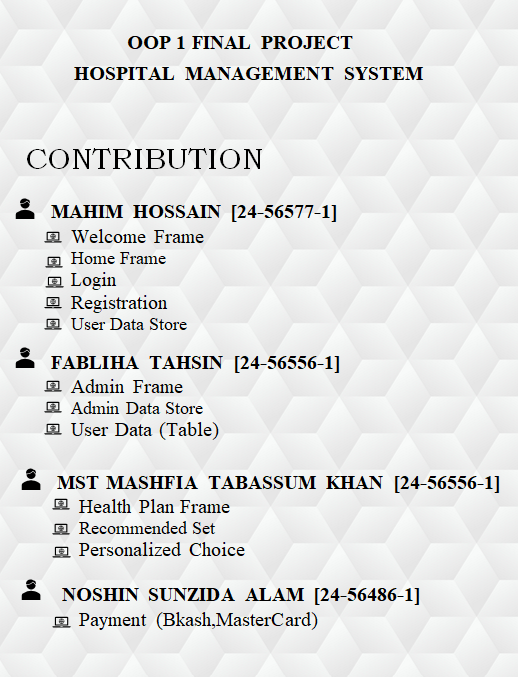 OOP 1 FINAL PROJECT
HOSPITAL MANAGEMENT SYSTEM
CONTRIBUTION
MAHIM HOSSAIN [24-56577-1]
Welcome Frame
Home Frame
Login
Registration
User Data Store
FABLIHA TAHSIN [24-56556-1]
Admin Frame
Admin Data Store
User Data (Table)
MST MASHFIA TABASSUM KHAN [24-56556-1]
Health Plan Frame
Recommended Set
Personalized Choice
NOSHIN SUNZIDA ALAM [24-56486-1]
Payment (Bkash,MasterCard)